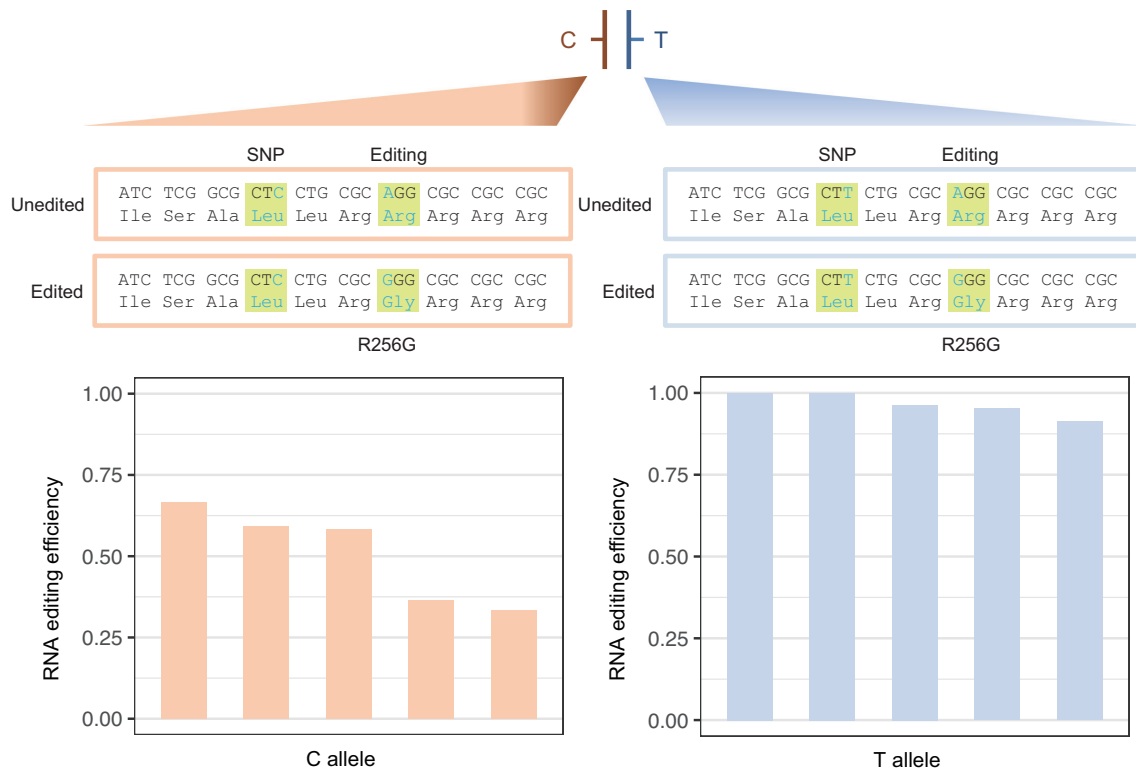 C T
SNP Editing
Unedited
ATC TCG GCG CTC CTG CGC AGG CGC CGC CGC
Ile Ser Ala Leu Leu Arg Arg Arg Arg Arg
Edited
ATC TCG GCG CTC CTG CGC GGG CGC CGC CGC
Ile Ser Ala Leu Leu Arg Gly Arg Arg Arg
R256G
SNP Editing
Unedited
ATC TCG GCG CTT CTG CGC AGG CGC CGC CGC
Ile Ser Ala Leu Leu Arg Arg Arg Arg Arg
Edited
ATC TCG GCG CTT CTG CGC GGG CGC CGC CGC
Ile Ser Ala Leu Leu Arg Gly Arg Arg Arg
R256G
RNA editing efficiency
1.00
0.75
0.50
0.25
0.00
C allele
RNA editing efficiency
1.00
0.75
0.50
0.25
0.00
T allele